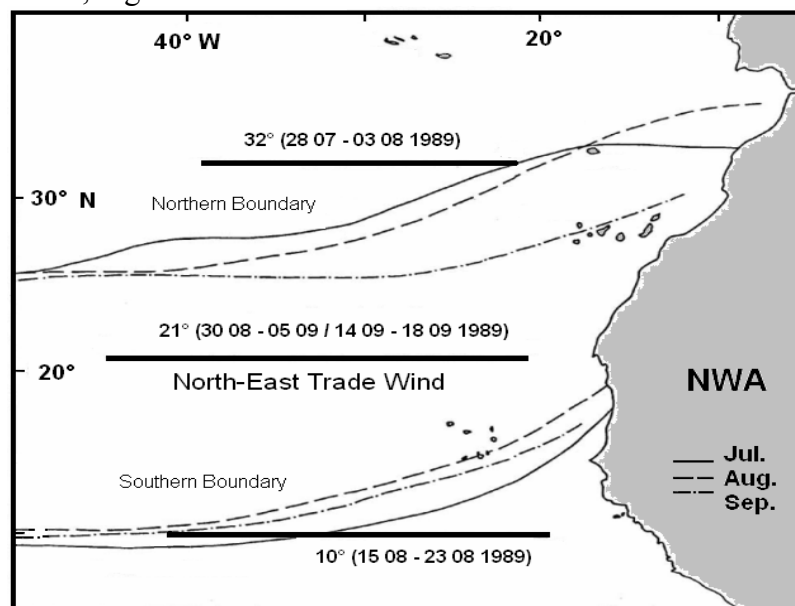 40° W 20°
32° (28 07 - 03 08 1989)
30° N
Northern Boundary
21° (30 08 - 05 09 / 14 09 - 18 09 1989)
20°
North-East Trade Wind
NWA
Jul.
Aug.
Sep.
Southern Boundary
10° (15 08 - 23 08 1989)